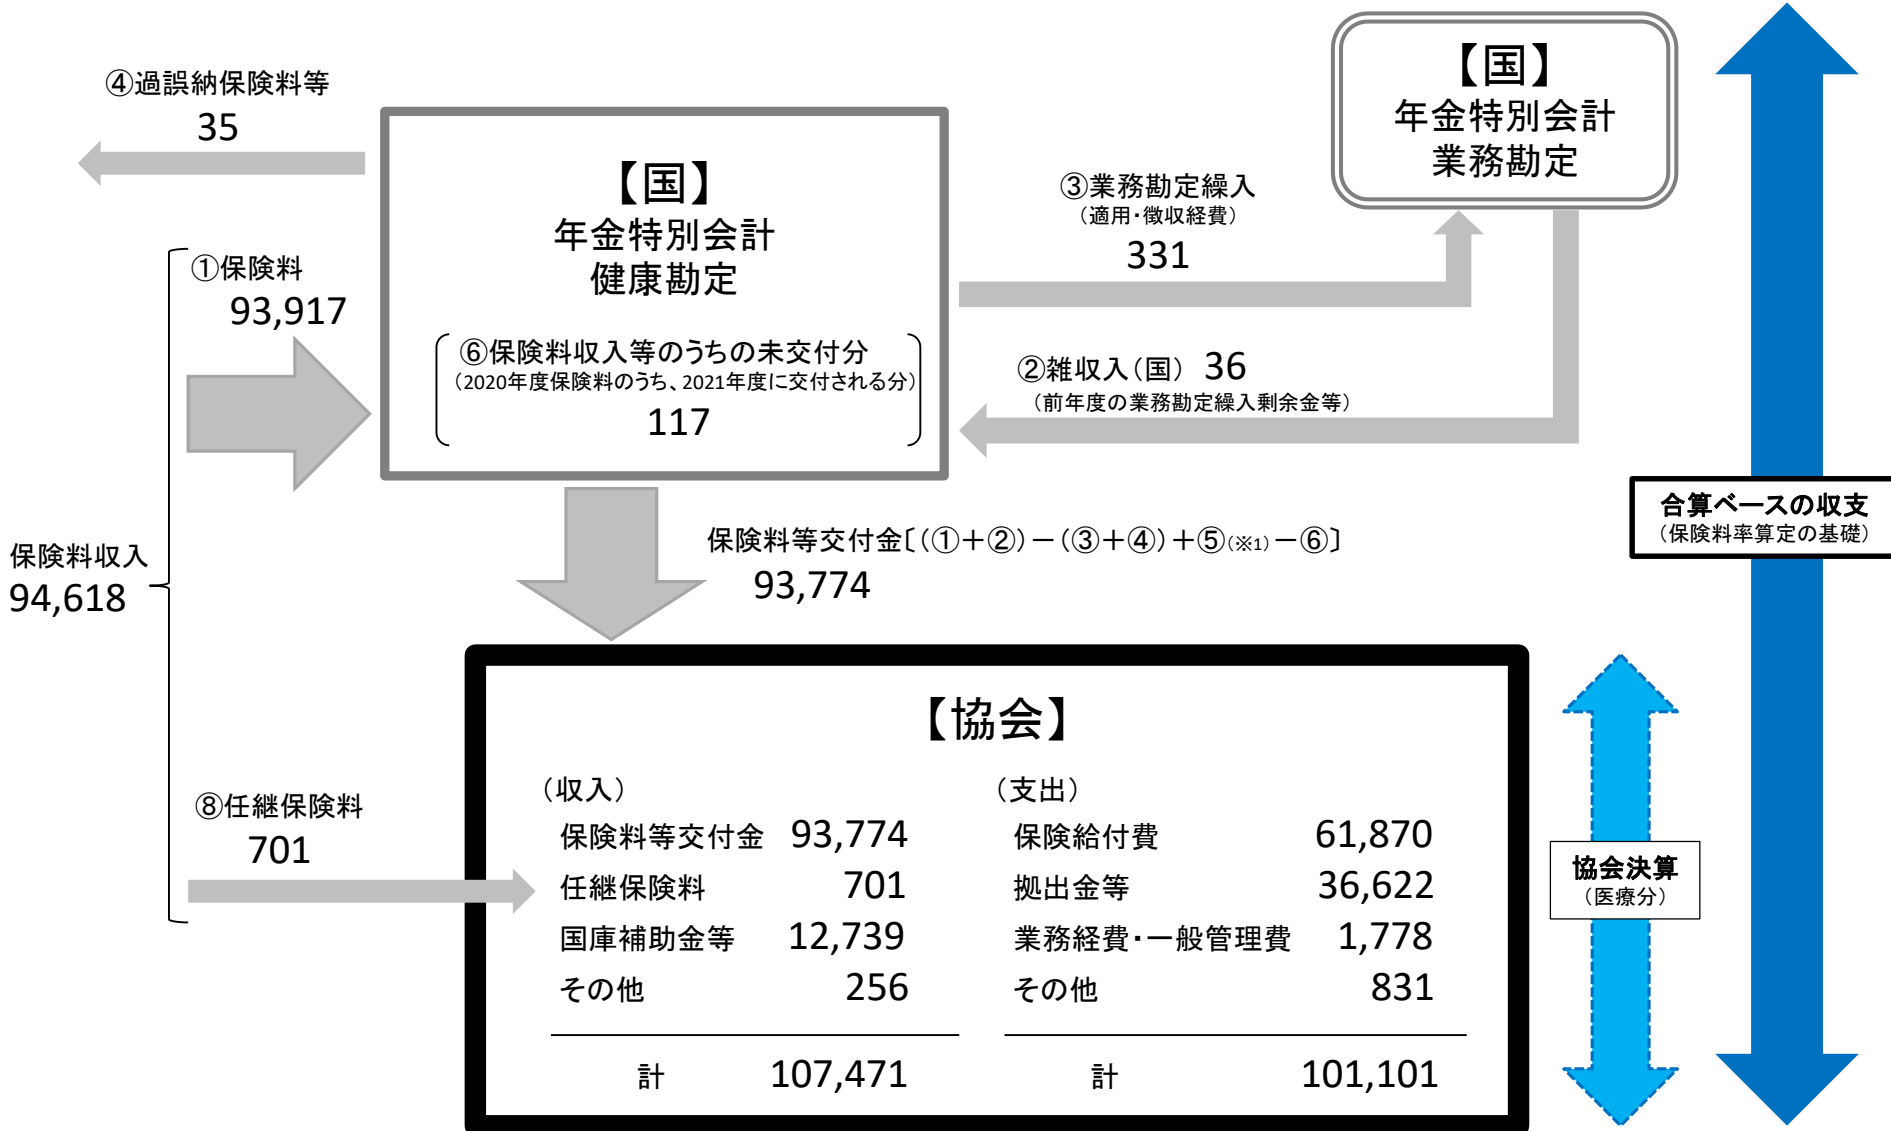 ④過誤納保険料等
35
【国】
年金特別会計
健康勘定
⑥保険料収入等のうちの未交付分
(2020年度保険料のうち、2021年度に交付される分)
117
【国】
年金特別会計
業務勘定
③業務勘定繰入
(適用・徴収経費)
331
②雑収入(国) 36
(前年度の業務勘定繰入剰余金等)
①保険料
93,917
保険料収入
94,618
⑧任継保険料
701
保険料等交付金〔(①+②)-(③+④)+⑤(※1)-⑥〕
93,774
合算ベースの収支
(保険料率算定の基礎)
【協会】
(収入)
保険料等交付金 93,774
任継保険料 701
国庫補助金等 12,739
その他 256
計 107,471
(支出)
保険給付費 61,870
拠出金等 36,622
業務経費・一般管理費 1,778
その他 831
計 101,101
協会決算
(医療分)